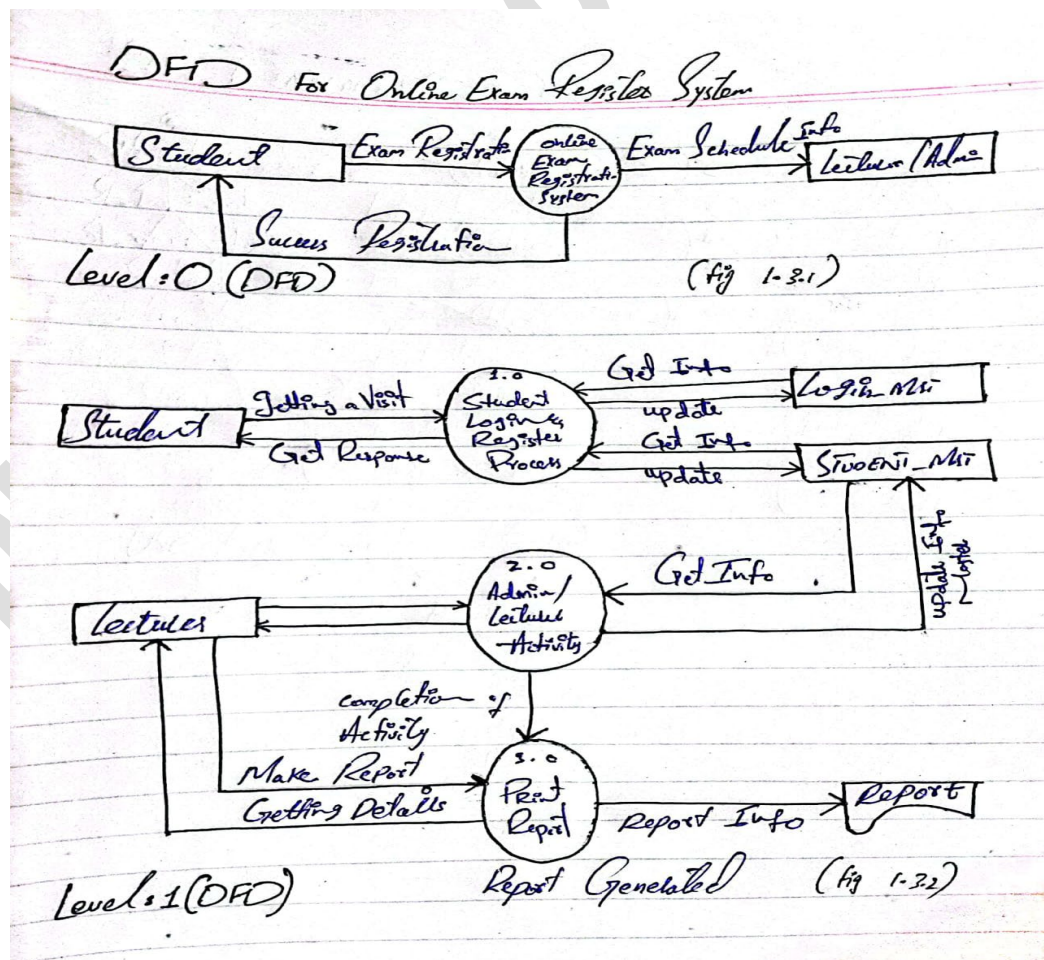 DFD For Online Exam Register System
Student
Exam Registrate
Online
Exam
Registrati
System
Exam Schedule Info
Lecturer / Admin
Success Registration
Level:0 (DFD)
(fig 1-3.1)
Student
Getting a Visit
Get Response
1.0
Student
Login &
Register
Process
Get Info
update
Login_Mst
Get Info
update
STUDENT_MST
Get Info
update Info
Lecturer
2.0
Admin/
Lecturer
Activity
completion of
Activity
Make Report
Getting Details
3.0
Print
Report
Report Info
Report
Report Generated
(fig 1-3.2)
Level:1 (DFD)